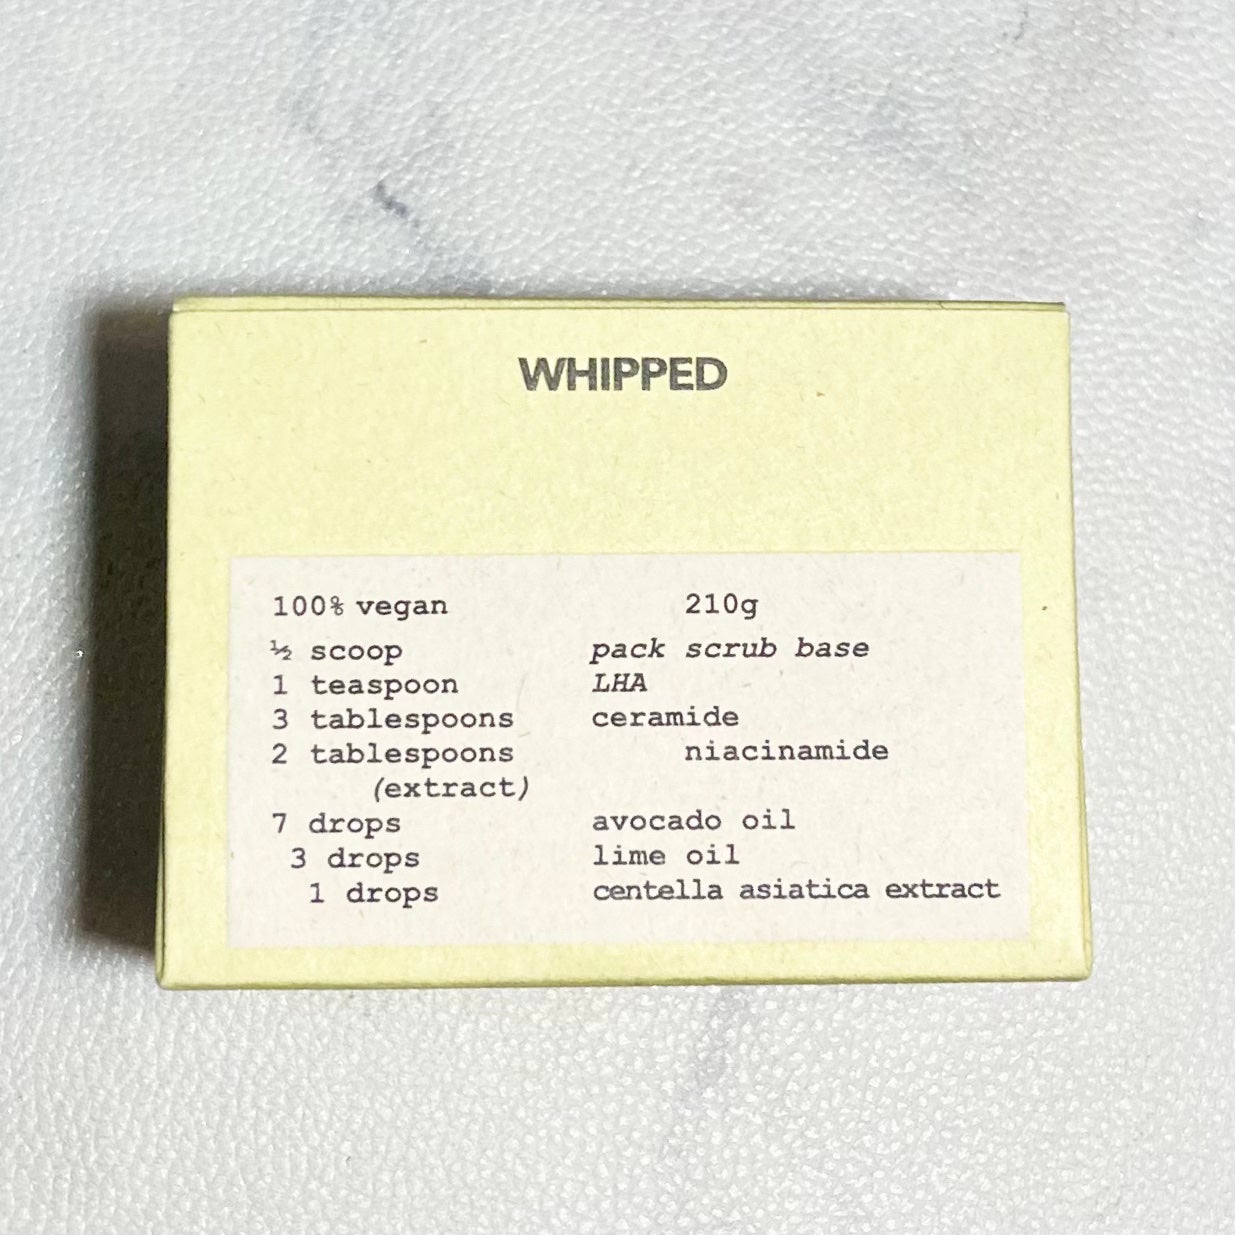 WHIPPED
100% vegan 210g
½ scoop pack scrub base
1 teaspoon LHA
3 tablespoons ceramide
2 tablespoons niacinamide
(extract)
7 drops avocado oil
3 drops lime oil
1 drops centella asiatica extract